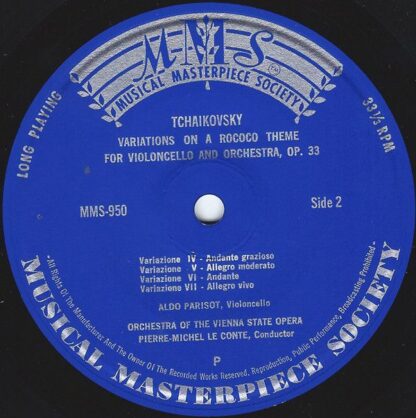 MMS
MUSICAL MASTERPIECE SOCIETY
LONG PLAYING
33⅓ RPM
TCHAIKOVSKY
VARIATIONS ON A ROCOCO THEME
FOR VIOLONCELLO AND ORCHESTRA, OP. 33
MMS-950
Side 2
Variazione IV - Andante grazioso
Variazione V - Allegro moderato
Variazione VI - Andante
Variazione VII - Allegro vivo
ALDO PARISOT, Violoncello
ORCHESTRA OF THE VIENNA STATE OPERA
PIERRE-MICHEL LE CONTE, Conductor
P
-All Rights Of The Manufacturer And The Owner Of The Recorded Works Reserved. Reproduction, Public Performance, Broadcasting Prohibited-
MUSICAL MASTERPIECE SOCIETY